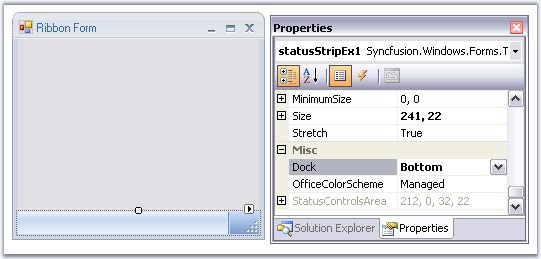 Ribbon Form
Properties
statusStripEx1 Syncfusion.Windows.Forms.T
A
Z
MinimumSize 0, 0
Size 241, 22
Stretch True
Misc
Dock Bottom
OfficeColorScheme Managed
StatusControlsArea 212, 0, 32, 22
Solution Explorer Properties